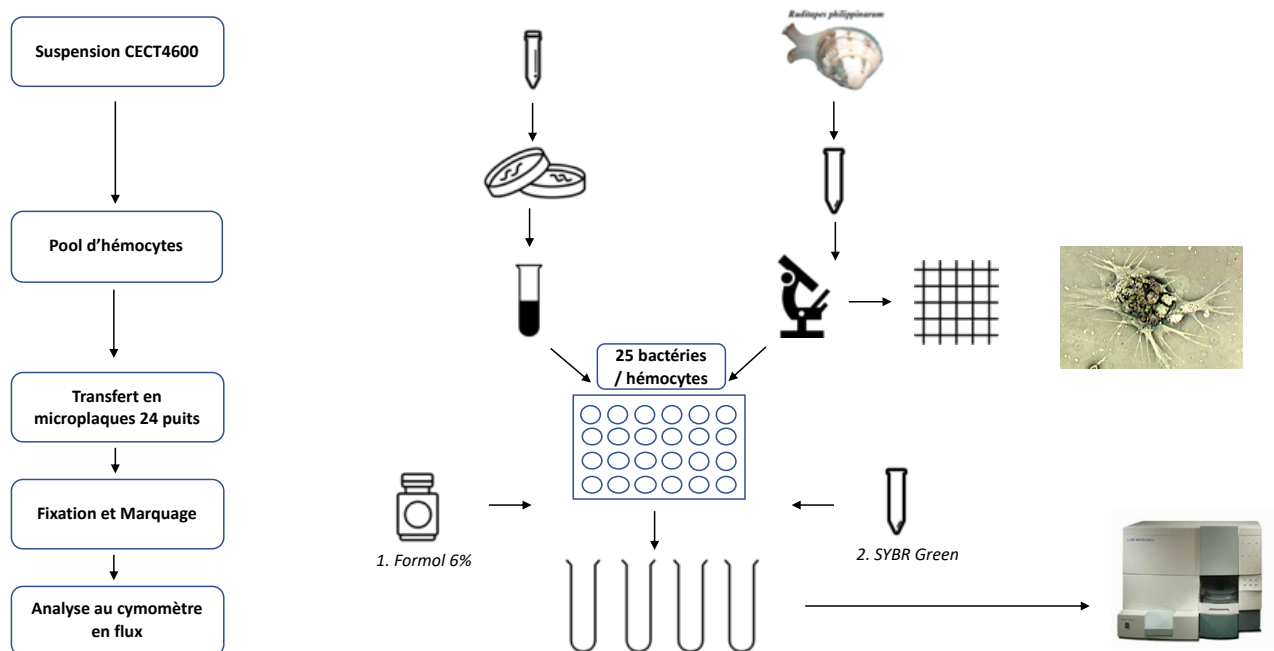 Suspension CECT4600
Ruditapes philippinarum
Pool d’hémocytes
25 bactéries
/ hémocytes
Transfert en
microplaques 24 puits
Fixation et Marquage
1. Formol 6%
2. SYBR Green
Analyse au cymomètre
en flux